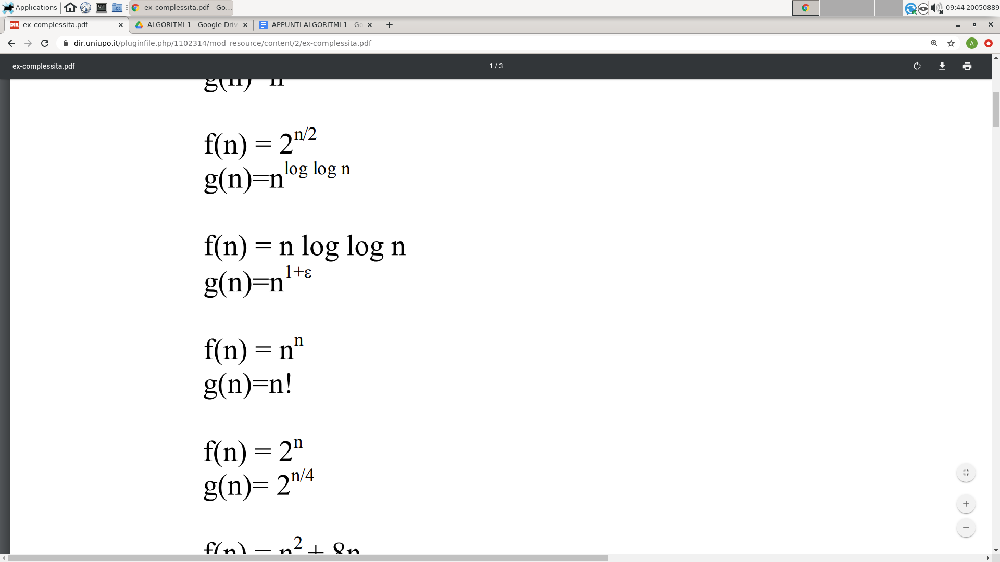 Applications
ex-complessita.pdf - Go...
09:44 20050889
DIR ex-complessita.pdf
ALGORITMI 1 - Google Driv
APPUNTI ALGORITMI 1 - Go
dir.uniupo.it/pluginfile.php/1102314/mod_resource/content/2/ex-complessita.pdf
A
ex-complessita.pdf
1 / 3
g(n)=n
f(n) = 2^{n/2}
g(n)=n^{log log n}
f(n) = n log log n
g(n)=n^{1+ε}
f(n) = n^{n}
g(n)=n!
f(n) = 2^{n}
g(n)= 2^{n/4}
f(n) = n^{2} + 8n